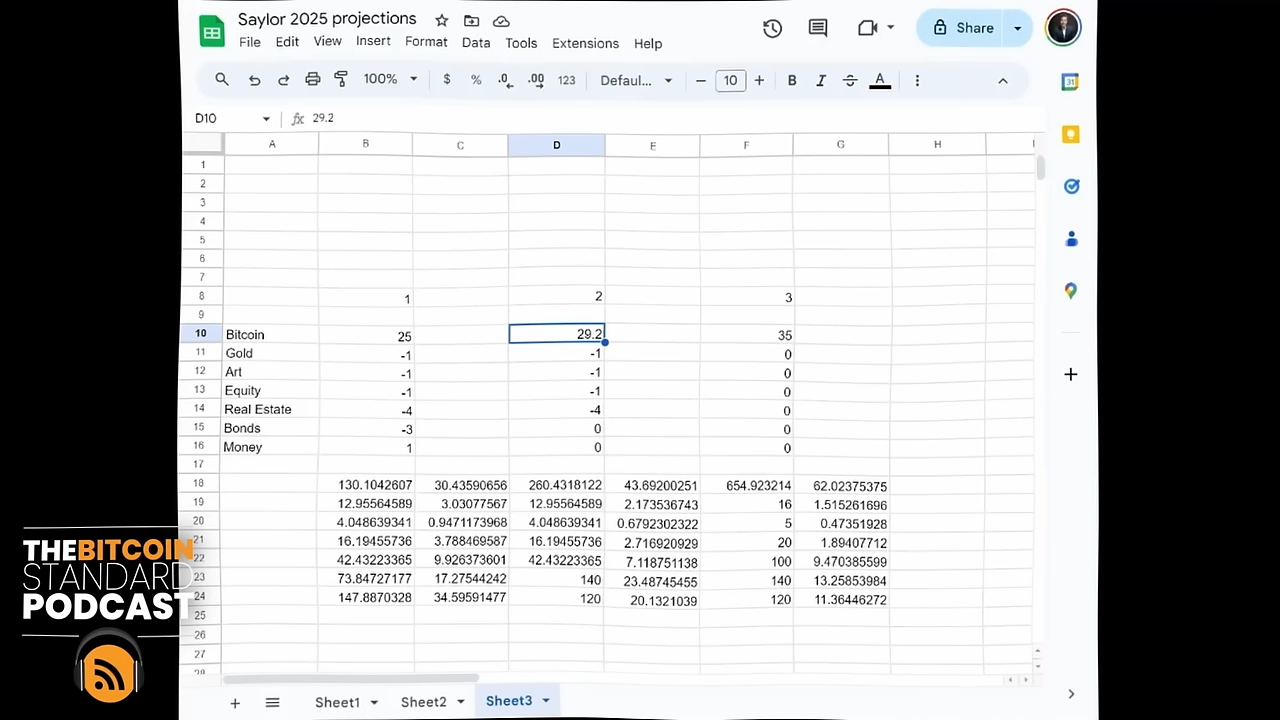 Saylor 2025 projections
File Edit View Insert Format Data Tools Extensions Help
Share
100% $ % .0 .00 123 Defaul... − 10 + B I S A
D10 fx 29.2
A B C D E F G H
1
2
3
4
5
6
7
8 1 2 3
9
10 Bitcoin 25 29.2 35
11 Gold -1 -1 0
12 Art -1 -1 0
13 Equity -1 -1 0
14 Real Estate -4 -4 0
15 Bonds -3 0 0
16 Money 1 0 0
17
18 130.1042607 30.43590656 260.4318122 43.69200251 654.923214 62.02375375
19 12.95564589 3.03077567 12.95564589 2.173536743 16 1.515261696
20 4.048639341 0.9471173968 4.048639341 0.6792302322 5 0.47351928
21 16.19455736 3.788469587 16.19455736 2.716920929 20 1.89407712
22 42.43223365 9.926373601 42.43223365 7.118751138 100 9.470385599
23 73.84727177 17.27544242 140 23.48745455 140 13.25853984
24 147.8870328 34.59591477 120 20.1321039 120 11.36446272
25
26
27
28
THE BITCOIN
STANDARD
PODCAST
+ Sheet1 Sheet2 Sheet3
31